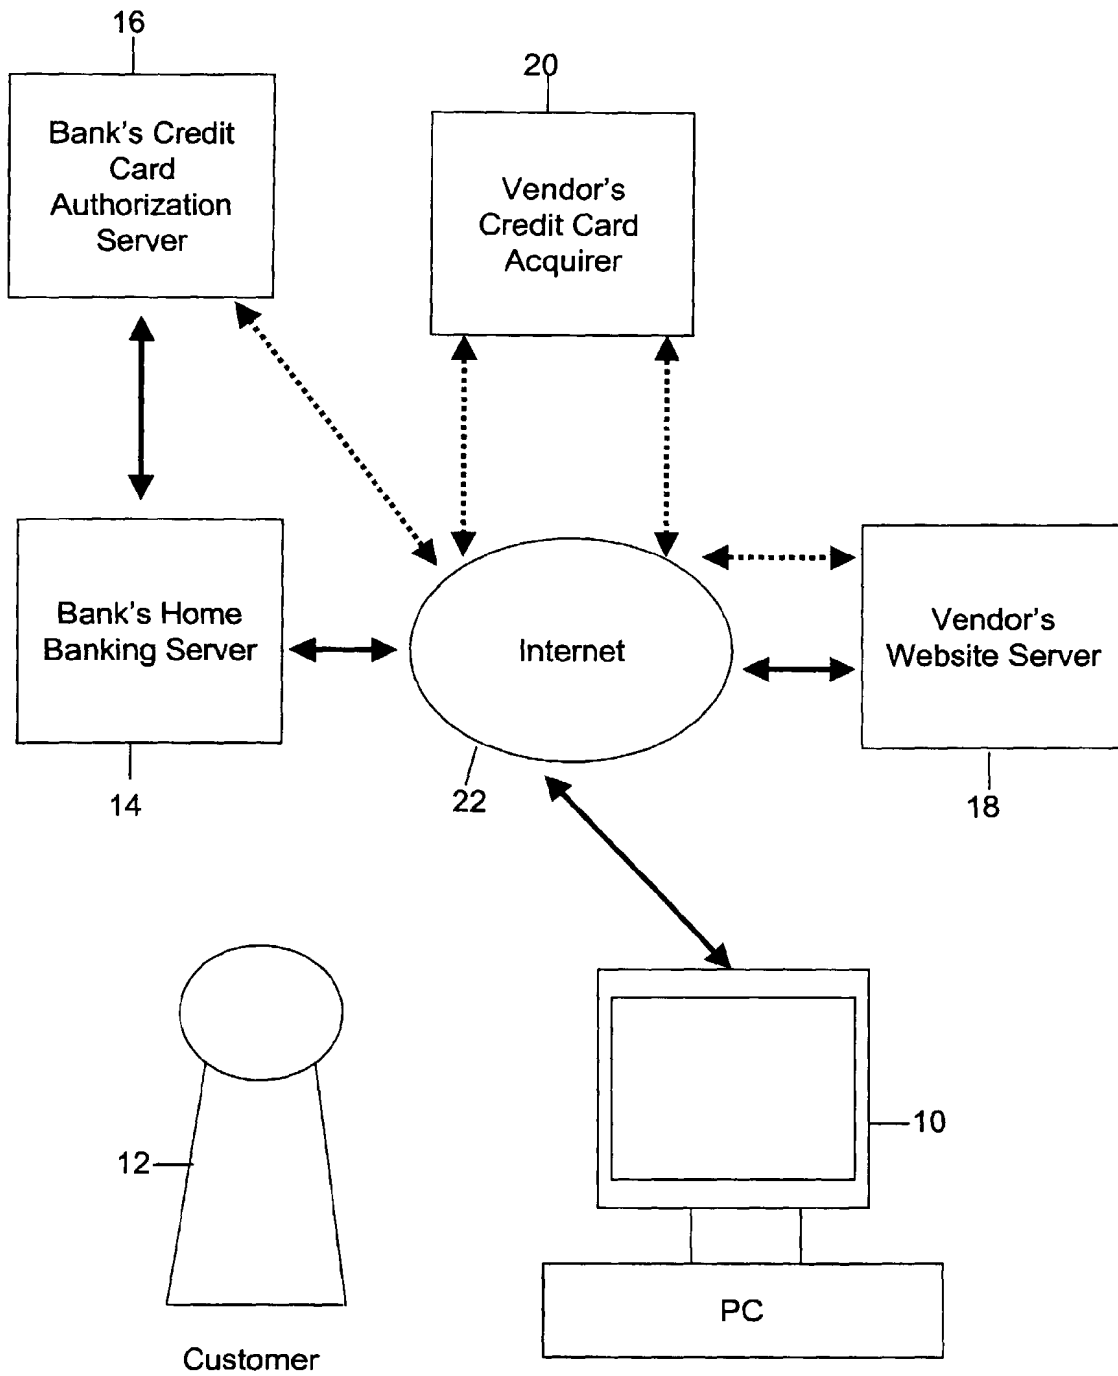 16
20
Bank's Credit
Card
Authorization
Server
Vendor's
Credit Card
Acquirer
Bank's Home
Banking Server
Internet
Vendor's
Website Server
14
22
18
12
10
PC
Customer